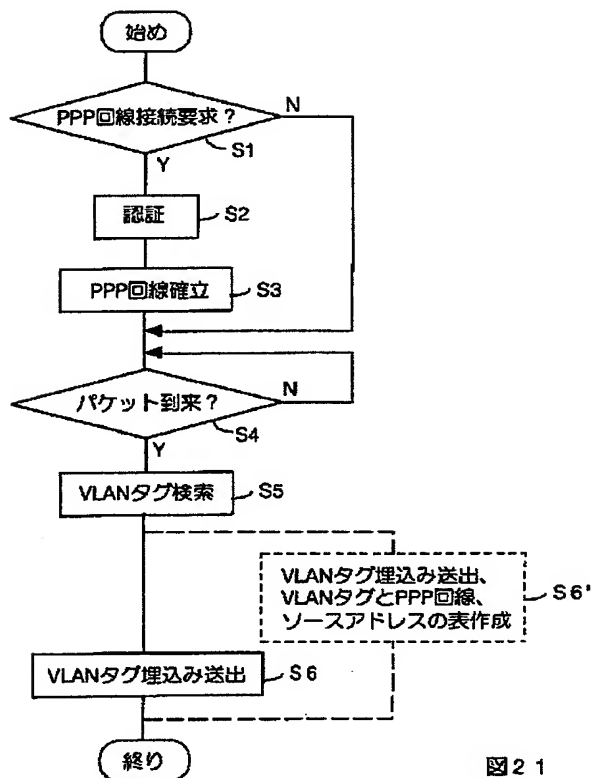 始め
PPP回線接続要求？
N
S1
Y
認証
S2
PPP回線確立
S3
パケット到来？
N
S4
Y
VLANタグ検索
S5
VLANタグ埋込み送出、
VLANタグとPPP回線、
ソースアドレスの表作成
S6'
VLANタグ埋込み送出
S6
終り
図21